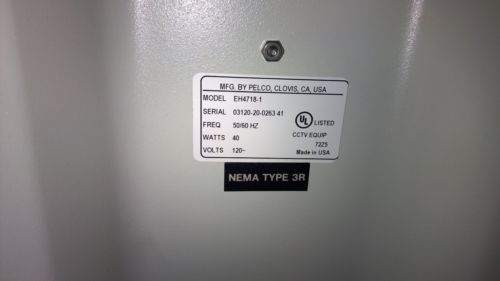 MFG. BY PELCO, CLOVIS, CA, USA
MODEL EH4718-1
SERIAL 03120-20-0263 41
FREQ 50/60 HZ
UL LISTED
WATTS 40
CCTV EQUIP
72Z5
VOLTS 120~
Made in USA
NEMA TYPE 3R